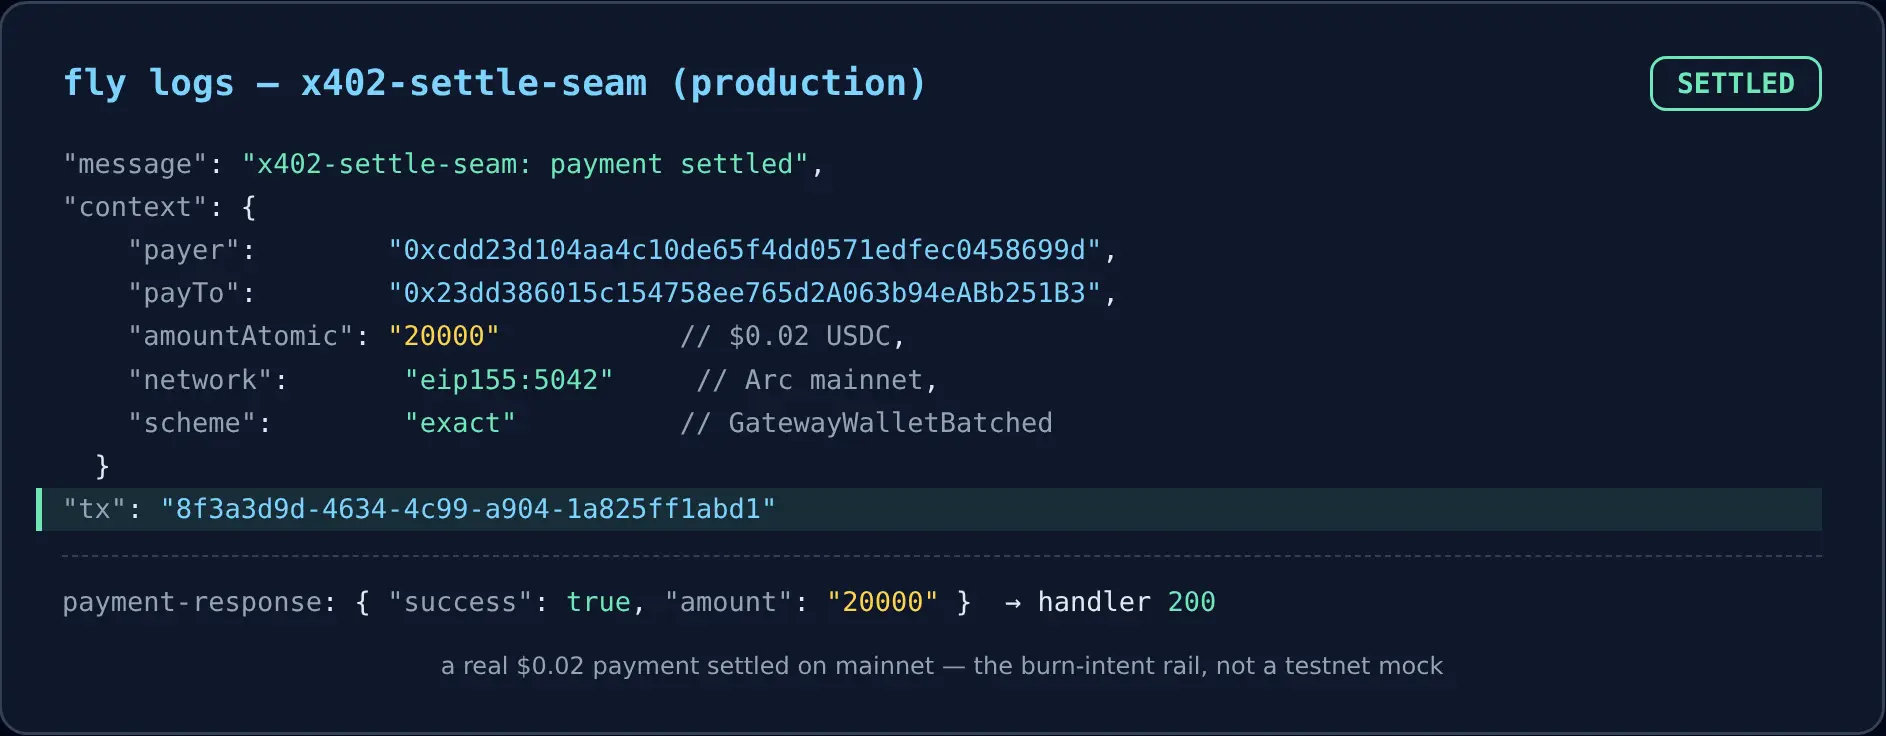 fly logs — x402-settle-seam (production)
SETTLED
"message": "x402-settle-seam: payment settled",
"context": {
"payer": "0xcdd23d104aa4c10de65f4dd0571edfec0458699d",
"payTo": "0x23dd386015c154758ee765d2A063b94eABb251B3",
"amountAtomic": "20000" // $0.02 USDC,
"network": "eip155:5042" // Arc mainnet,
"scheme": "exact" // GatewayWalletBatched
}
"tx": "8f3a3d9d-4634-4c99-a904-1a825ff1abd1"
payment-response: { "success": true, "amount": "20000" } → handler 200
a real $0.02 payment settled on mainnet — the burn-intent rail, not a testnet mock